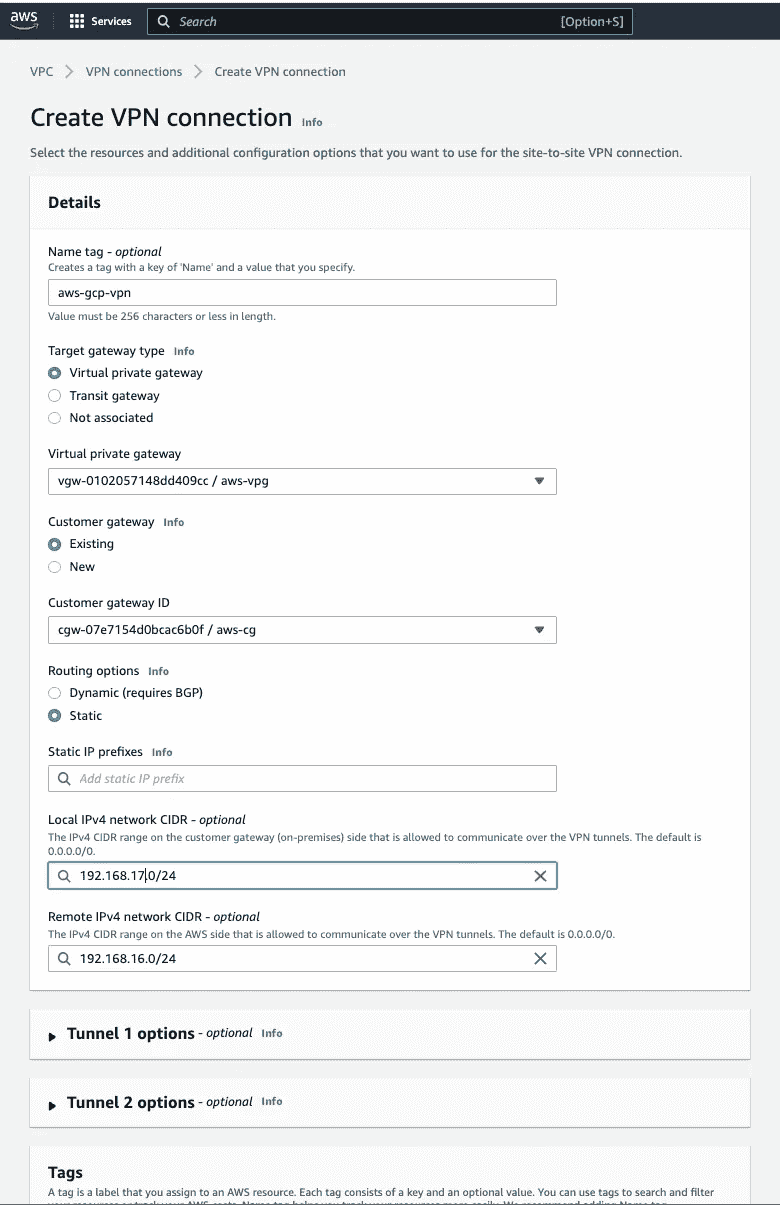 aws Services Search [Option+S]
VPC > VPN connections > Create VPN connection
Create VPN connection Info
Select the resources and additional configuration options that you want to use for the site-to-site VPN connection.
Details
Name tag - optional
Creates a tag with a key of 'Name' and a value that you specify.
aws-gcp-vpn
Value must be 256 characters or less in length.
Target gateway type Info
Virtual private gateway
Transit gateway
Not associated
Virtual private gateway
vgw-0102057148dd409cc / aws-vpg
Customer gateway Info
Existing
New
Customer gateway ID
cgw-07e7154d0bcac6b0f / aws-cg
Routing options Info
Dynamic (requires BGP)
Static
Static IP prefixes Info
Add static IP prefix
Local IPv4 network CIDR - optional
The IPv4 CIDR range on the customer gateway (on-premises) side that is allowed to communicate over the VPN tunnels. The default is
0.0.0.0/0.
192.168.17.0/24
Remote IPv4 network CIDR - optional
The IPv4 CIDR range on the AWS side that is allowed to communicate over the VPN tunnels. The default is 0.0.0.0/0.
192.168.16.0/24
Tunnel 1 options - optional Info
Tunnel 2 options - optional Info
Tags
A tag is a label that you assign to an AWS resource. Each tag consists of a key and an optional value. You can use tags to search and filter